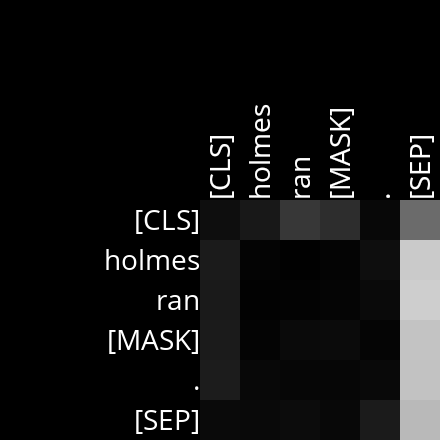 [CLS] holmes ran [MASK] . [SEP]
[CLS]
holmes
ran
[MASK]
.
[SEP]